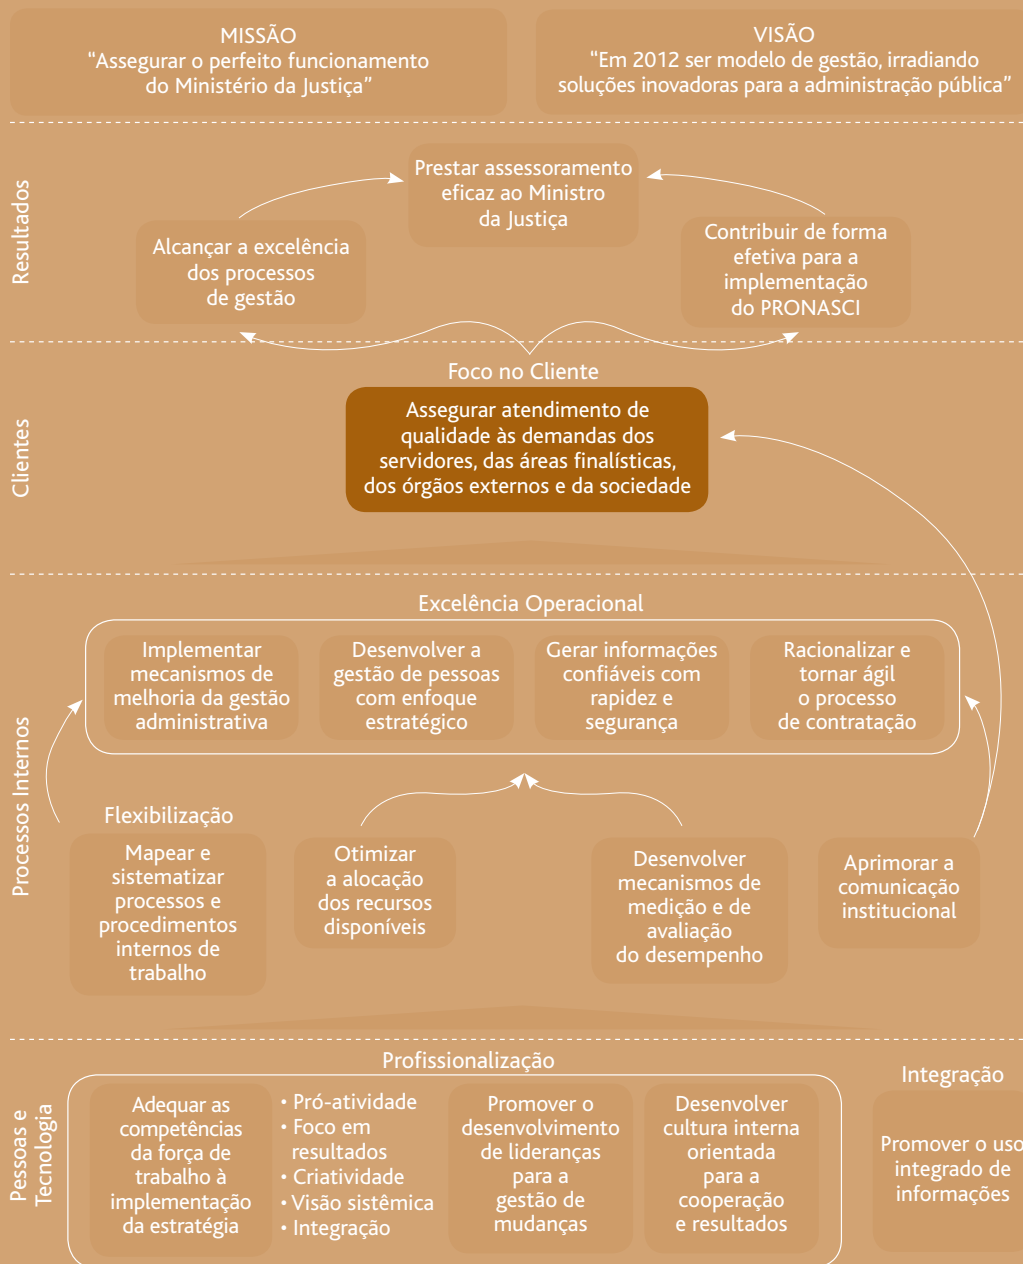 MISSÃO
“Assegurar o perfeito funcionamento
do Ministério da Justiça”
VISÃO
“Em 2012 ser modelo de gestão, irradiando
soluções inovadoras para a administração pública”
Resultados
Prestar assessoramento
eficaz ao Ministro
da Justiça
Alcançar a excelência
dos processos
de gestão
Contribuir de forma
efetiva para a
implementação
do PRONASCI
Clientes
Foco no Cliente
Assegurar atendimento de
qualidade às demandas dos
servidores, das áreas finalísticas,
dos órgãos externos e da sociedade
Processos Internos
Excelência Operacional
Implementar
mecanismos de
melhoria da gestão
administrativa
Desenvolver a
gestão de pessoas
com enfoque
estratégico
Gerar informações
confiáveis com
rapidez e
segurança
Racionalizar e
tornar ágil
o processo
de contratação
Flexibilização
Mapear e
sistematizar
processos e
procedimentos
internos de
trabalho
Otimizar
a alocação
dos recursos
disponíveis
Desenvolver
mecanismos de
medição e de
avaliação
do desempenho
Aprimorar a
comunicação
institucional
Pessoas e
Tecnologia
Profissionalização
Adequar as
competências
da força de
trabalho à
implementação
da estratégia
• Pró-atividade
• Foco em
resultados
• Criatividade
• Visão sistêmica
• Integração
Promover o
desenvolvimento
de lideranças
para a
gestão de
mudanças
Desenvolver
cultura interna
orientada
para a
cooperação
e resultados
Integração
Promover o uso
integrado de
informações